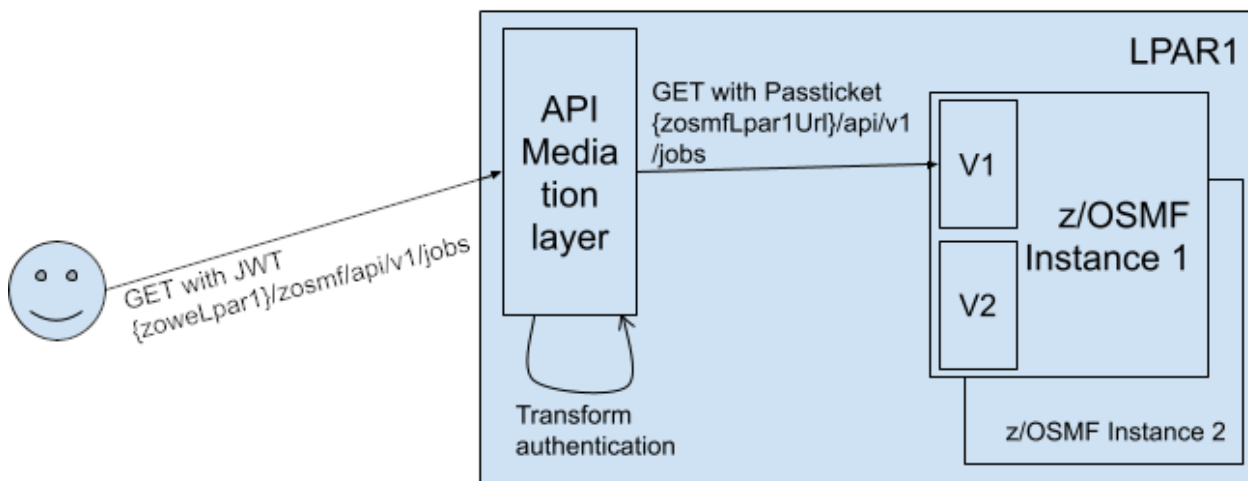 LPAR1
API
Media
tion
layer
GET with Passticket
{zosmfLpar1Url}/api/v1
/jobs
V1
z/OSMF
Instance 1
V2
GET with JWT
{zoweLpar1}/zosmf/api/v1/jobs
Transform
authentication
z/OSMF Instance 2